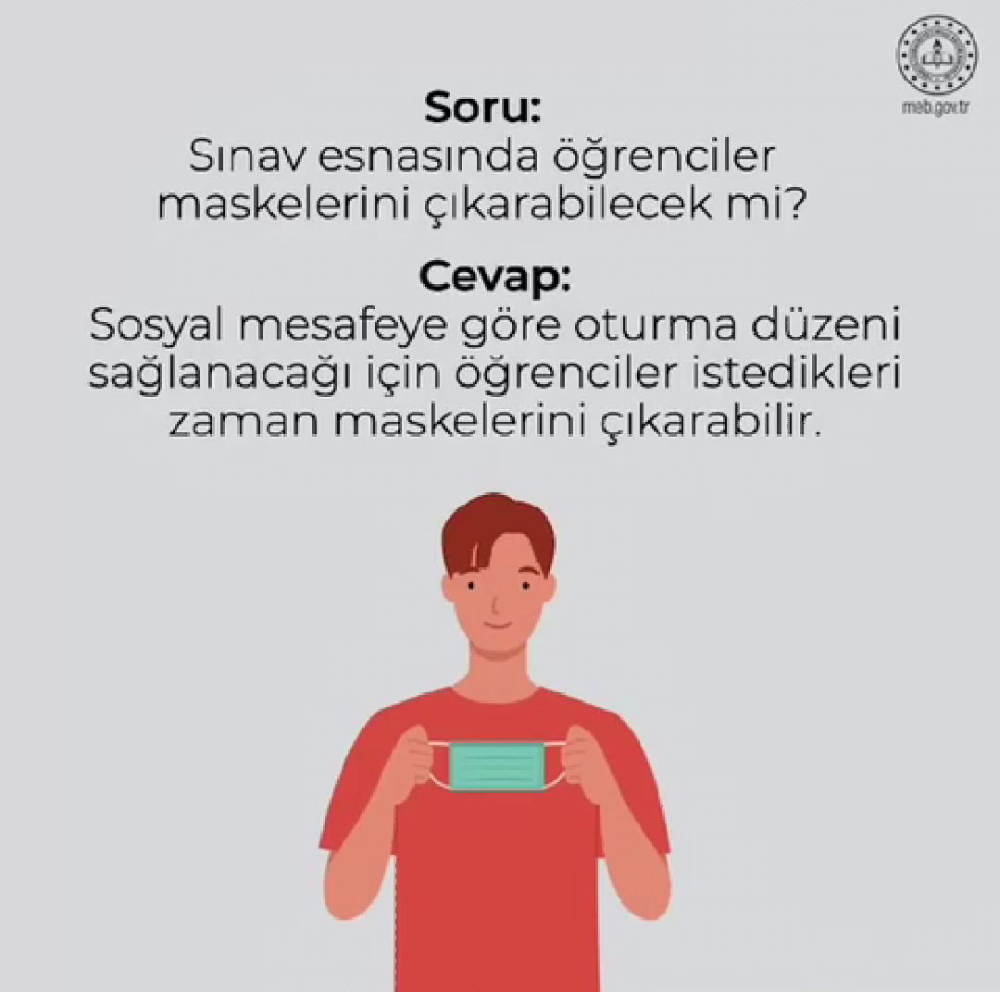 meb.gov.tr
Soru:
Sınav esnasında öğrenciler
maskelerini çıkarabilecek mi?
Cevap:
Sosyal mesafeye göre oturma düzeni
sağlanacağı için öğrenciler istedikleri
zaman maskelerini çıkarabilir.